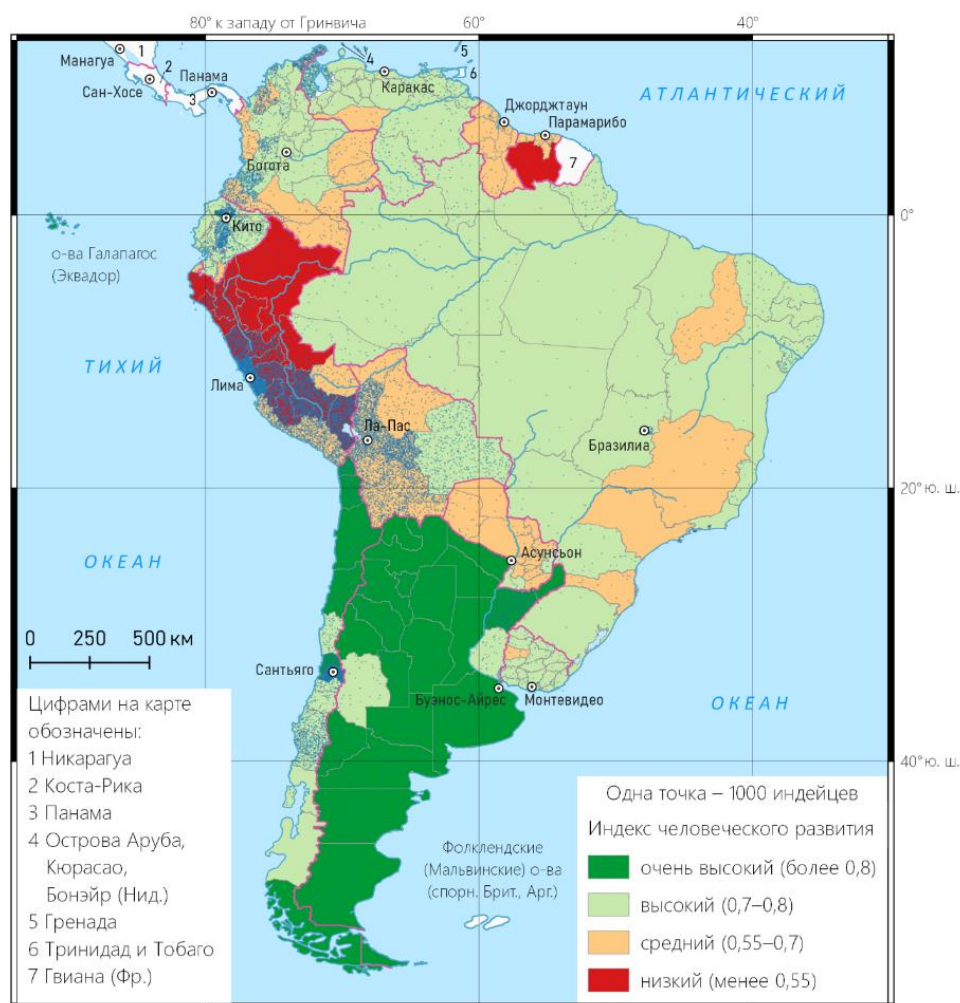 80° к западу от Гринвича
60°
40°
Манагуа
1
2
Сан-Хосе
Панама
3
4
5
6
Каракас
Джорджтаун
Парамарибо
АТЛАНТИЧЕСКИЙ
7
Богота
Кито
0°
о-ва Галапагос
(Эквадор)
ТИХИЙ
Лима
Ла-Пас
Бразилиа
20° ю. ш.
ОКЕАН
Асунсьон
0 250 500 км
Сантьяго
Буэнос-Айрес
Монтевидео
ОКЕАН
40° ю. ш.
Фолклендские
(Мальвинские) о-ва
(спорн. Брит., Арг.)
Цифрами на карте
обозначены:
1 Никарагуа
2 Коста-Рика
3 Панама
4 Острова Аруба,
Кюрасао,
Бонэйр (Нид.)
5 Гренада
6 Тринидад и Тобаго
7 Гвиана (Фр.)
Одна точка – 1000 индейцев
Индекс человеческого развития
очень высокий (более 0,8)
высокий (0,7–0,8)
средний (0,55–0,7)
низкий (менее 0,55)